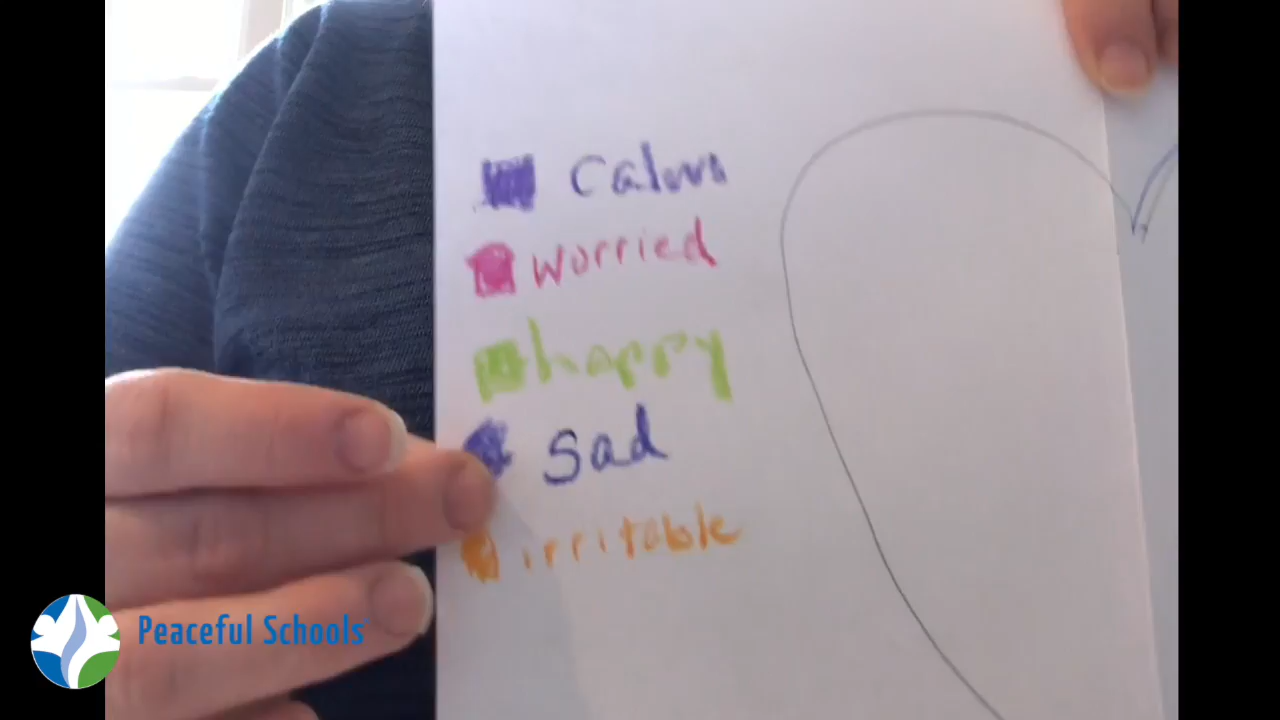 calm
worried
happy
sad
irritable
Peaceful Schools